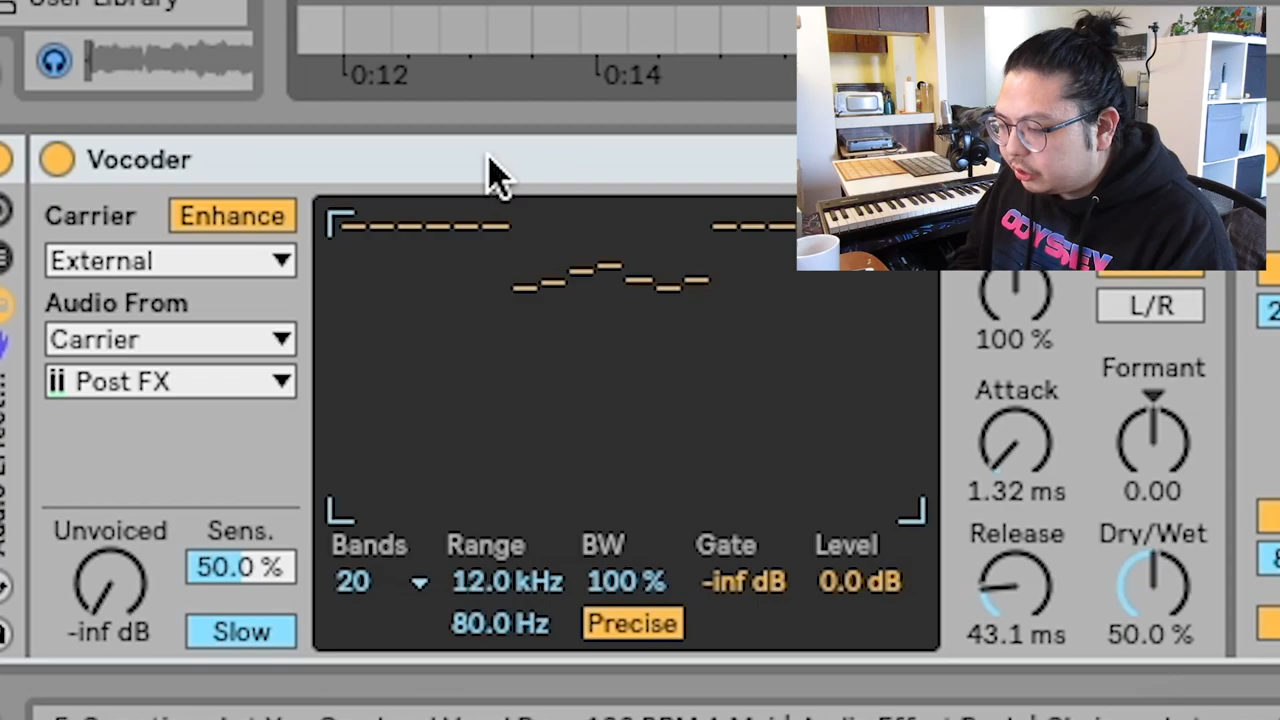 User Library
0:12
0:14
Vocoder
Carrier
Enhance
External
Audio From
Carrier
Post FX
Unvoiced
Sens.
50.0 %
-inf dB
Slow
Bands
Range
BW
Gate
Level
20
12.0 kHz
100 %
-inf dB
0.0 dB
80.0 Hz
Precise
100 %
L/R
Attack
Formant
1.32 ms
0.00
Release
Dry/Wet
43.1 ms
50.0 %
ODYSSEY